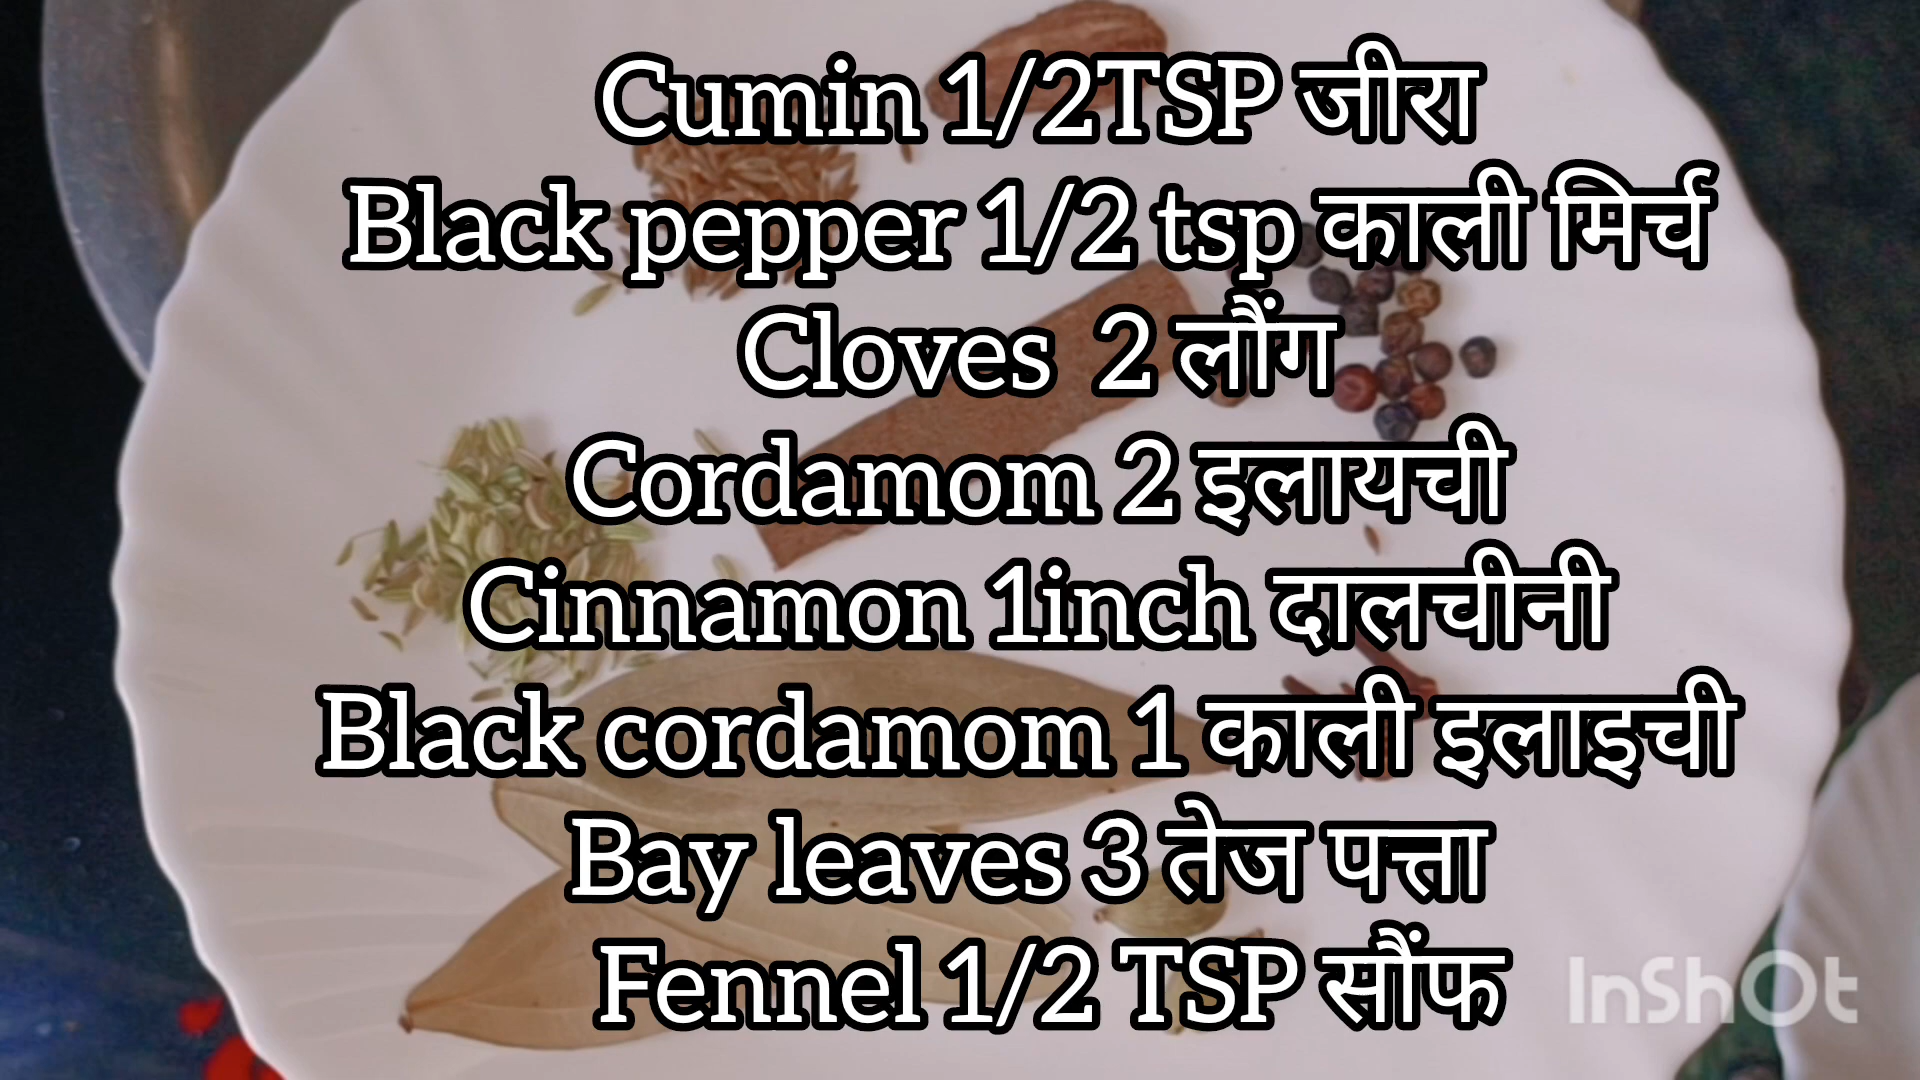 Cumin 1/2TSP जीरा
Black pepper 1/2 tsp काली मिर्च
Cloves 2 लौंग
Cordamom 2 इलायची
Cinnamon 1inch दालचीनी
Black cordamom 1 काली इलाइची
Bay leaves 3 तेज पत्ता
Fennel 1/2 TSP सौंफ
InShOt